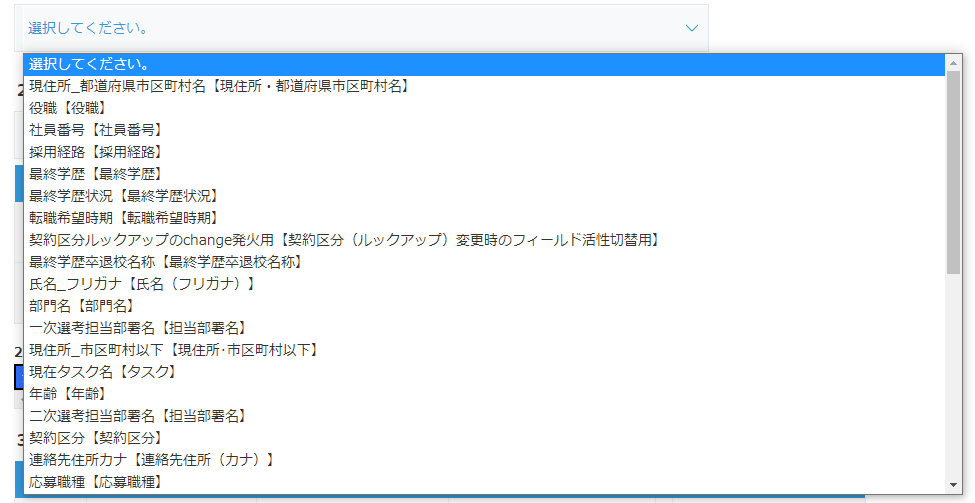 選択してください。
選択してください。
現住所_都道府県市区町村名【現住所・都道府県市区町村名】
役職【役職】
社員番号【社員番号】
採用経路【採用経路】
最終学歴【最終学歴】
最終学歴状況【最終学歴状況】
転職希望時期【転職希望時期】
契約区分ルックアップのchange発火用【契約区分（ルックアップ）変更時のフィールド活性切替用】
最終学歴卒退校名称【最終学歴卒退校名称】
氏名_フリガナ【氏名（フリガナ）】
部門名【部門名】
一次選考担当部署名【担当部署名】
現住所_市区町村以下【現住所･市区町村以下】
現在タスク名【タスク】
年齢【年齢】
二次選考担当部署名【担当部署名】
契約区分【契約区分】
連絡先住所カナ【連絡先住所（カナ）】
応募職種【応募職種】